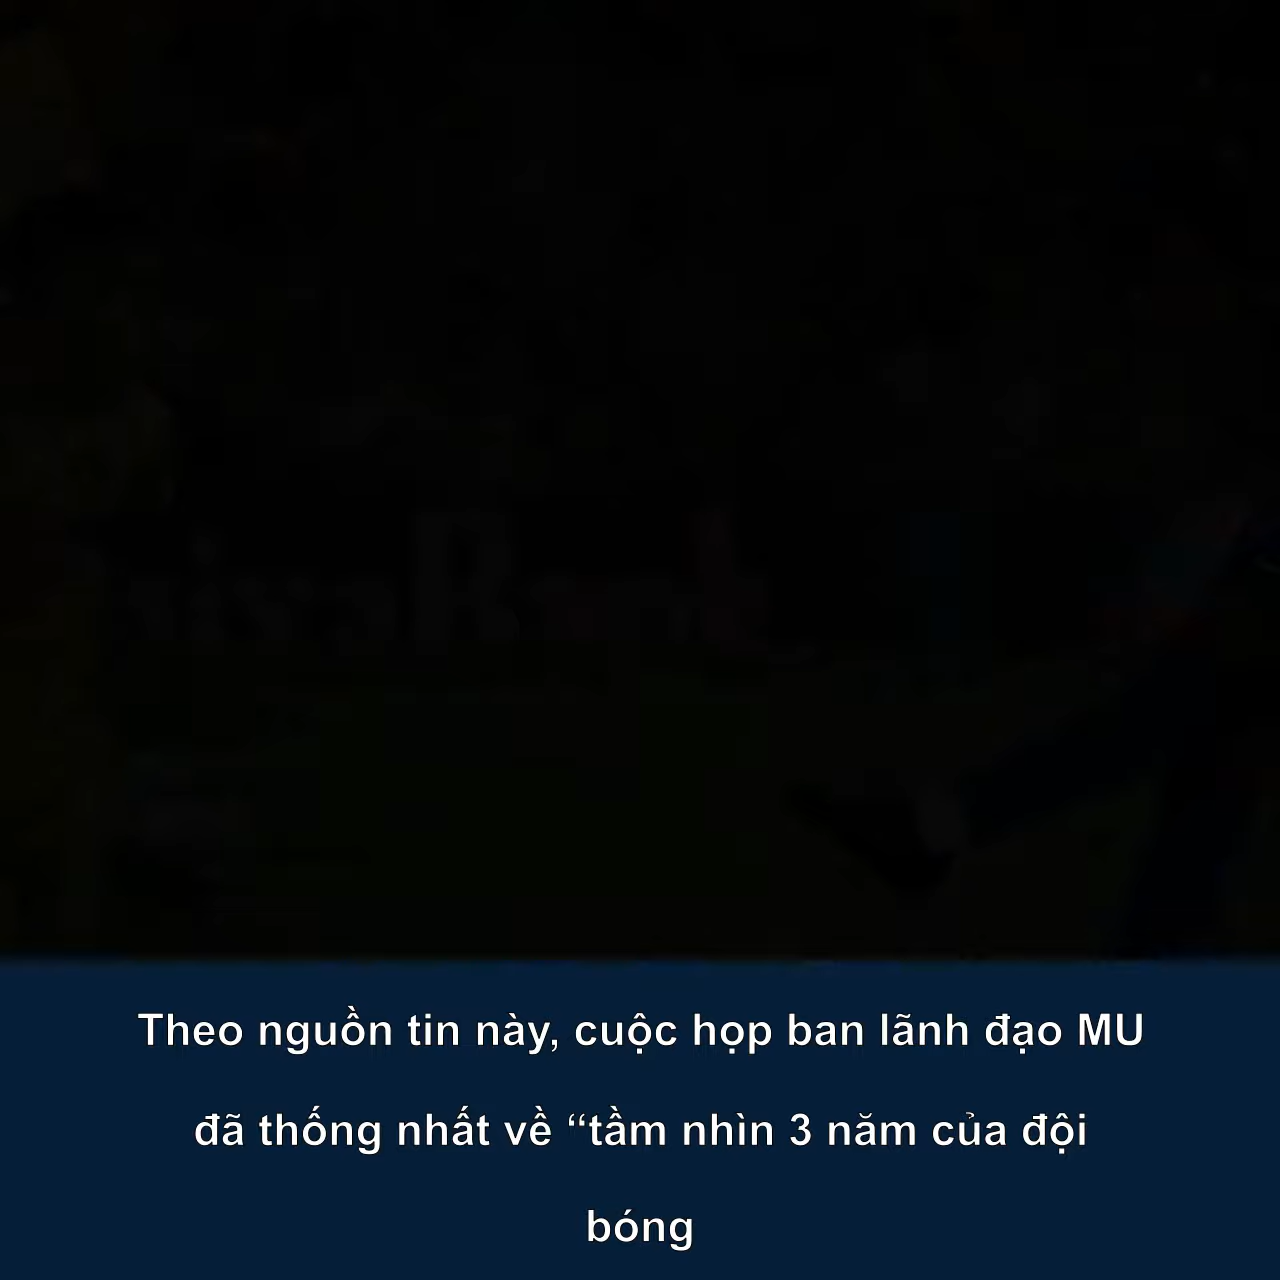 Theo nguồn tin này, cuộc họp ban lãnh đạo MU
đã thống nhất về “tầm nhìn 3 năm của đội
bóng